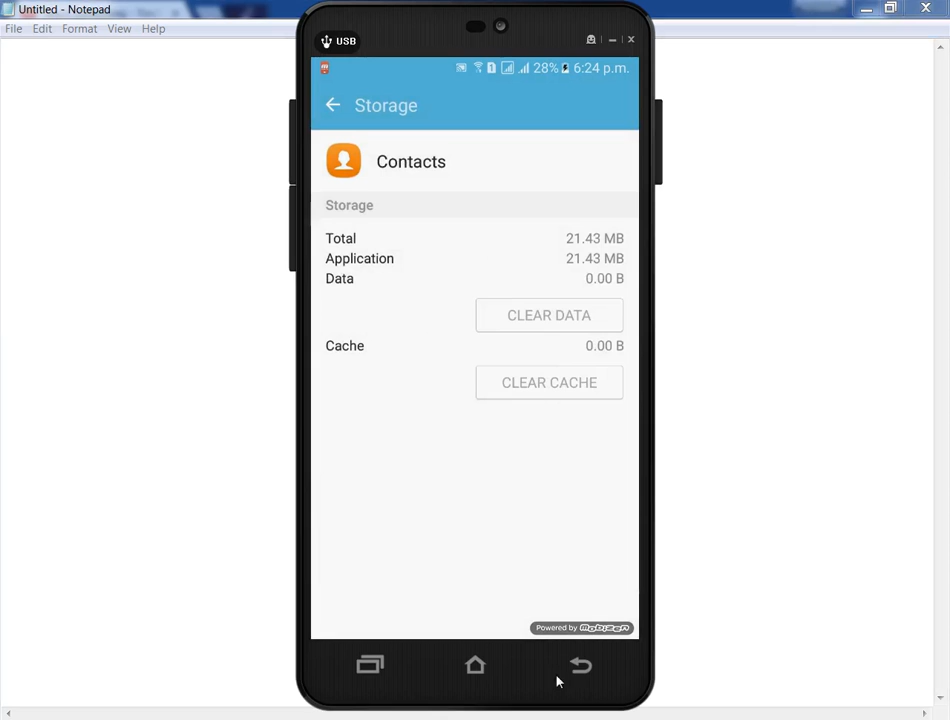 Untitled - Notepad
File Edit Format View Help
USB
28% 6:24 p.m.
Storage
Contacts
Storage
Total 21.43 MB
Application 21.43 MB
Data 0.00 B
CLEAR DATA
Cache 0.00 B
CLEAR CACHE
Powered by mobizen